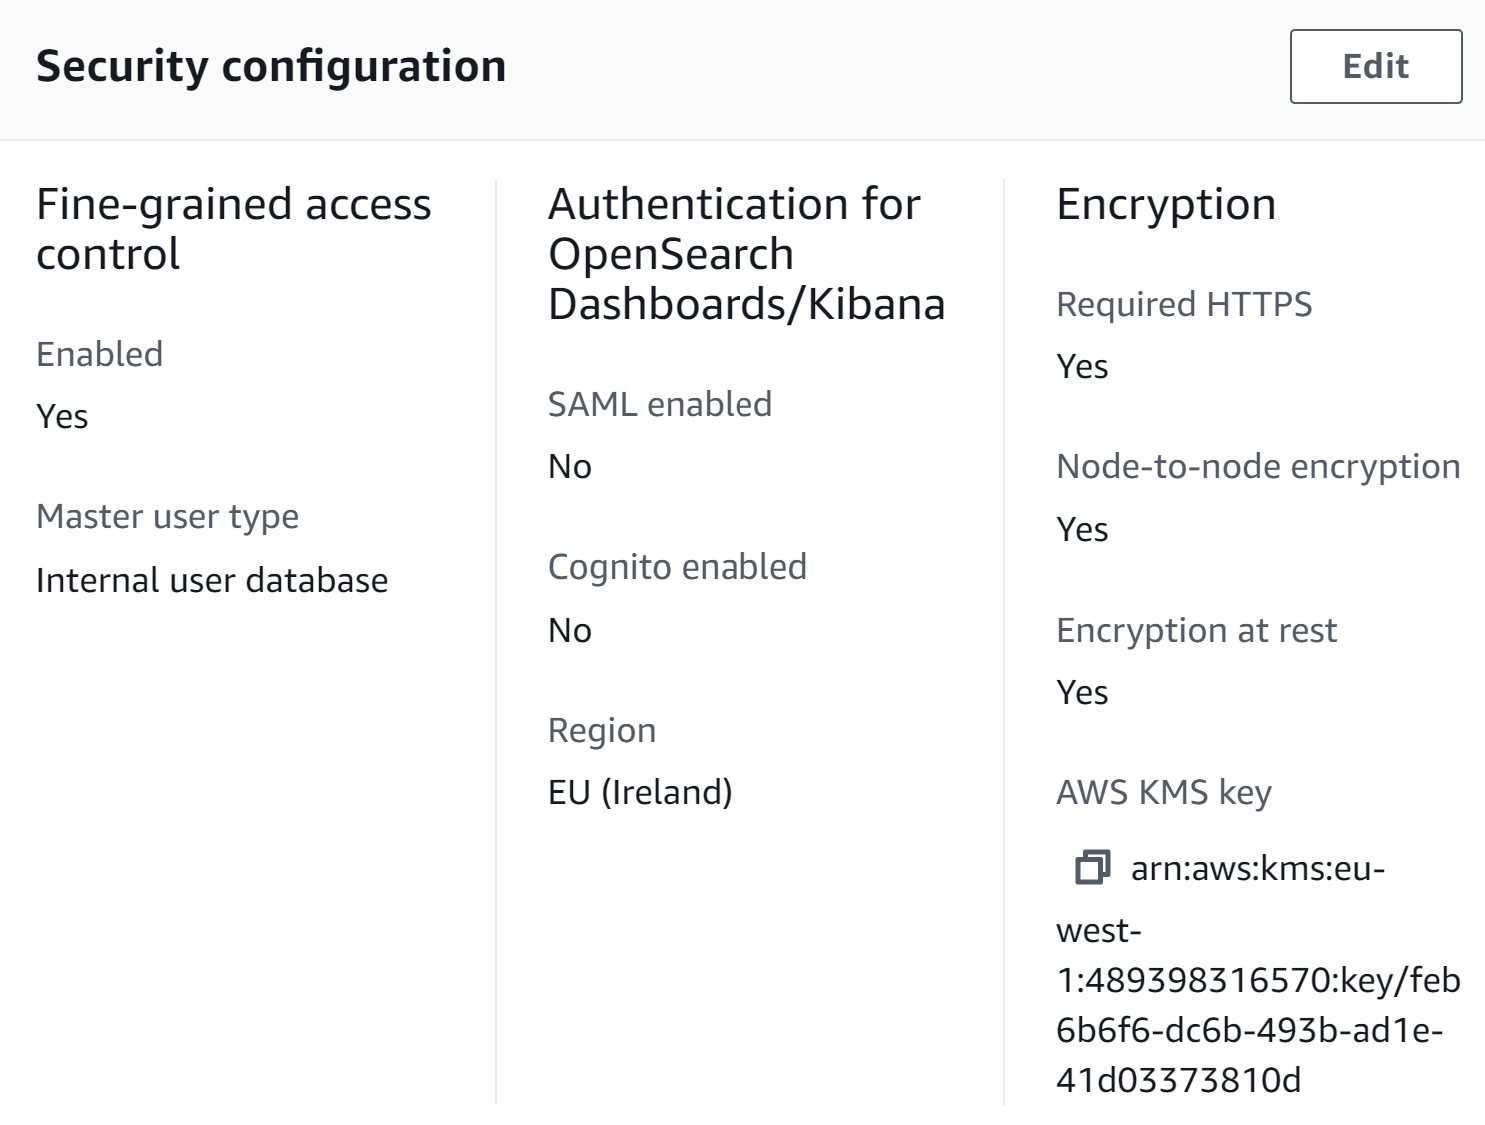 Security configuration
Edit
Fine-grained access
control
Enabled
Yes
Master user type
Internal user database
Authentication for
OpenSearch
Dashboards/Kibana
SAML enabled
No
Cognito enabled
No
Region
EU (Ireland)
Encryption
Required HTTPS
Yes
Node-to-node encryption
Yes
Encryption at rest
Yes
AWS KMS key
arn:aws:kms:eu-
west-
1:489398316570:key/feb
6b6f6-dc6b-493b-ad1e-
41d03373810d